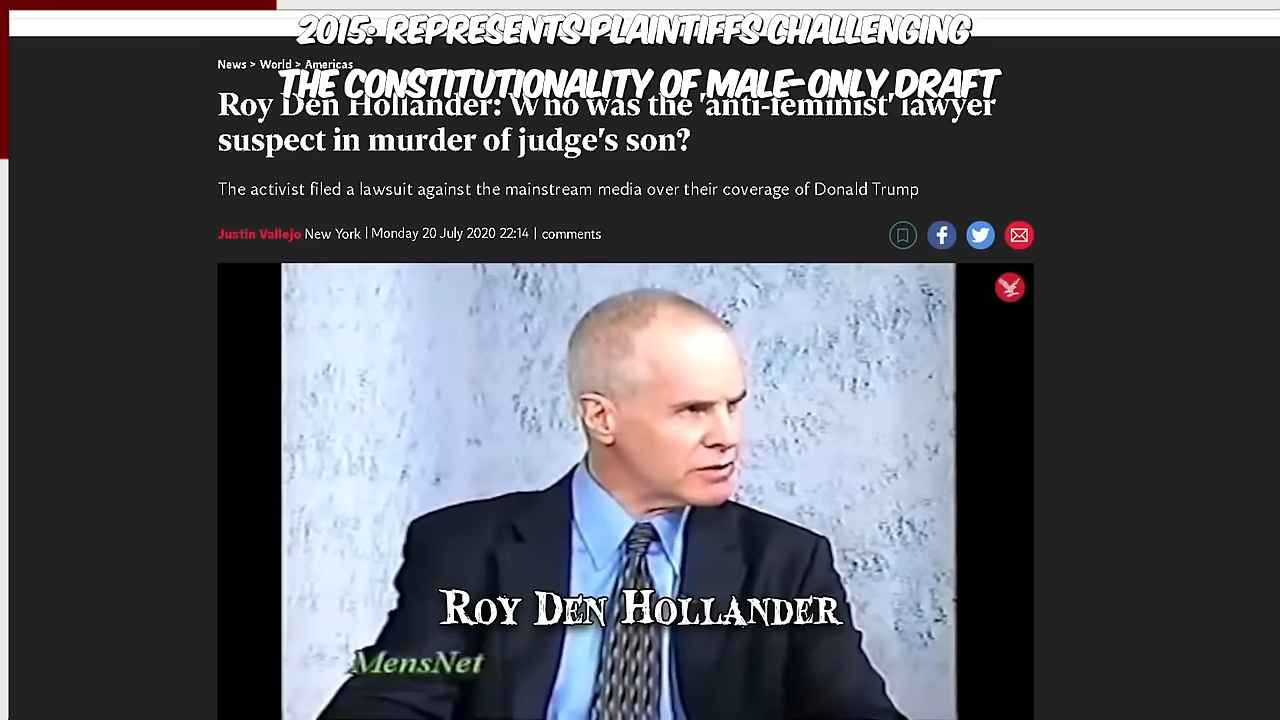 2015: REPRESENTS PLAINTIFFS CHALLENGING
THE CONSTITUTIONALITY OF MALE-ONLY DRAFT
News > World > Americas
Roy Den Hollander: Who was the 'anti-feminist' lawyer
suspect in murder of judge's son?
The activist filed a lawsuit against the mainstream media over their coverage of Donald Trump
Justin Vallejo New York | Monday 20 July 2020 22:14 | comments
ROY DEN HOLLANDER
MensNet